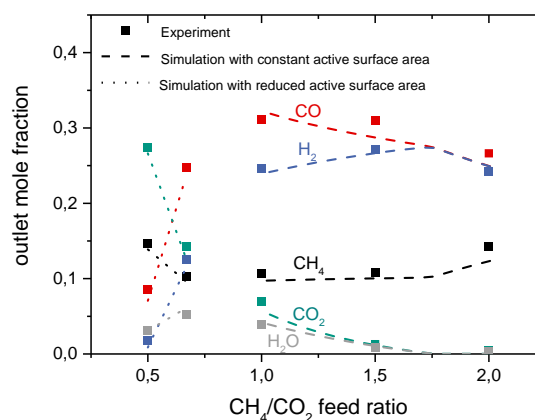 Experiment
Simulation with constant active surface area
Simulation with reduced active surface area
0,4
0,3
0,2
0,1
0,0
outlet mole fraction
CO
H₂
CH₄
CO₂
H₂O
0,5 1,0 1,5 2,0
CH₄/CO₂ feed ratio